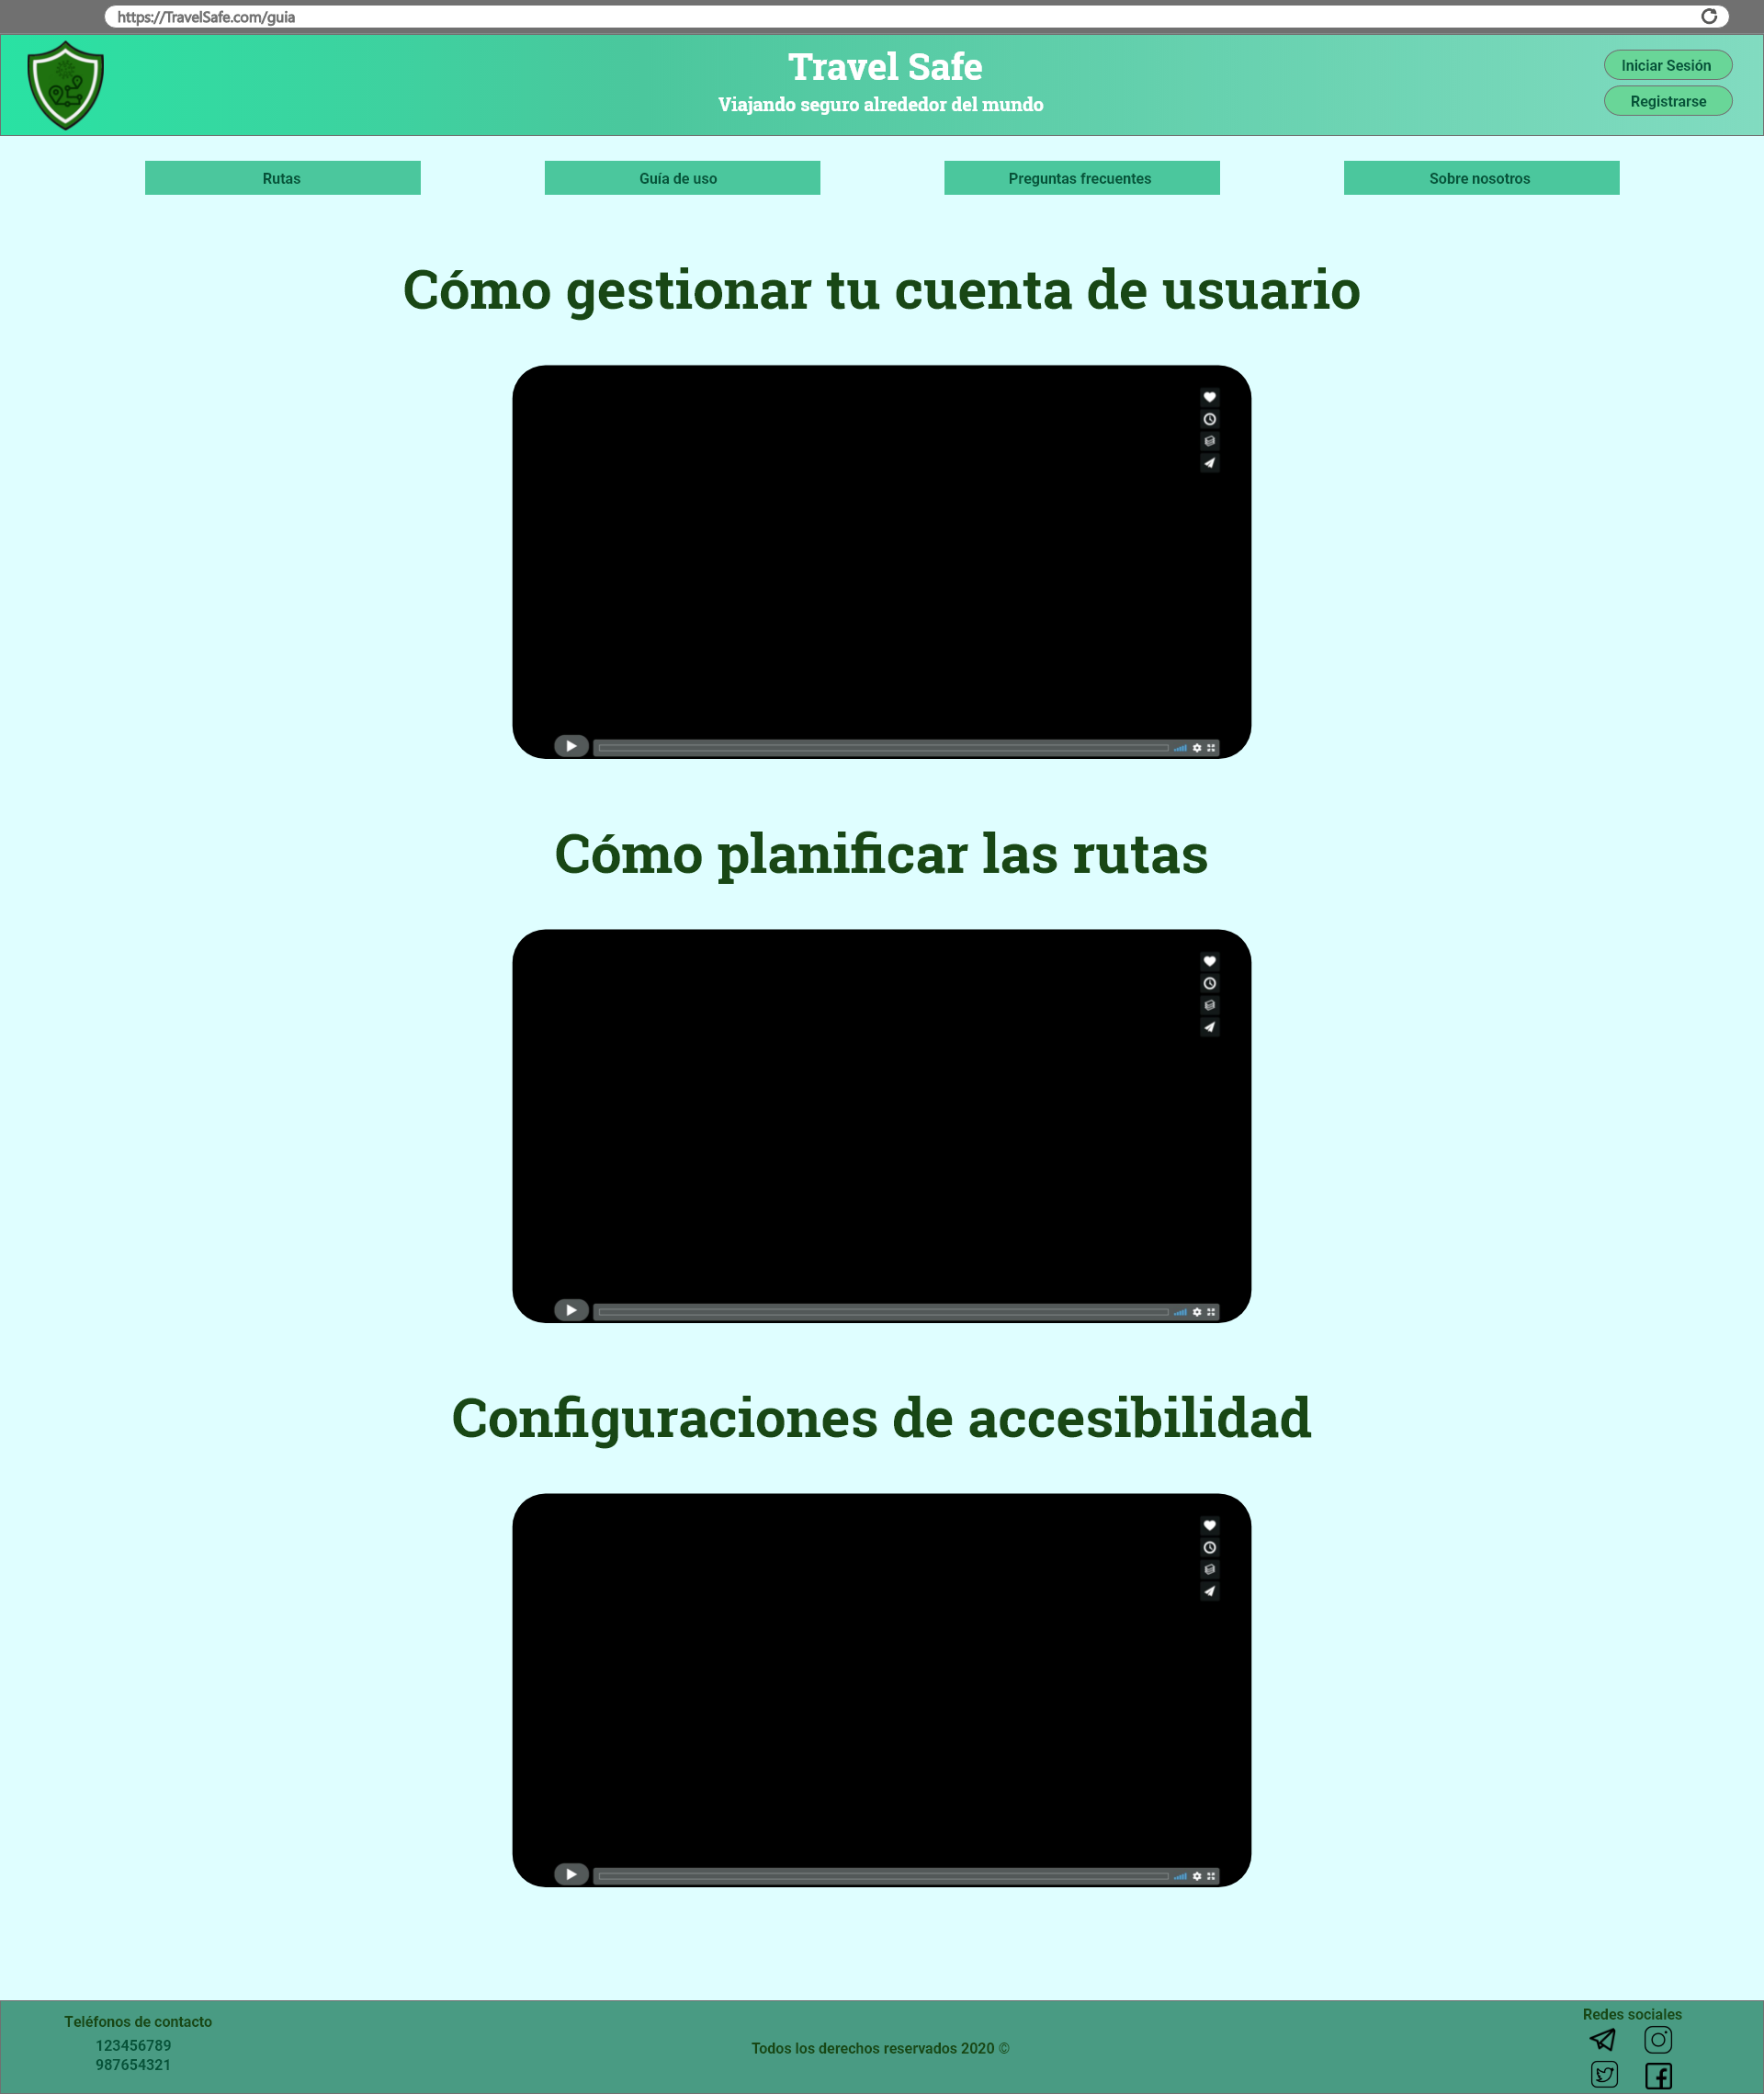 https://TravelSafe.com/guia
Travel Safe
Viajando seguro alrededor del mundo
Iniciar Sesión
Registrarse
Rutas
Guía de uso
Preguntas frecuentes
Sobre nosotros
Cómo gestionar tu cuenta de usuario
Cómo planificar las rutas
Configuraciones de accesibilidad
Teléfonos de contacto
123456789
987654321
Todos los derechos reservados 2020 ©
Redes sociales